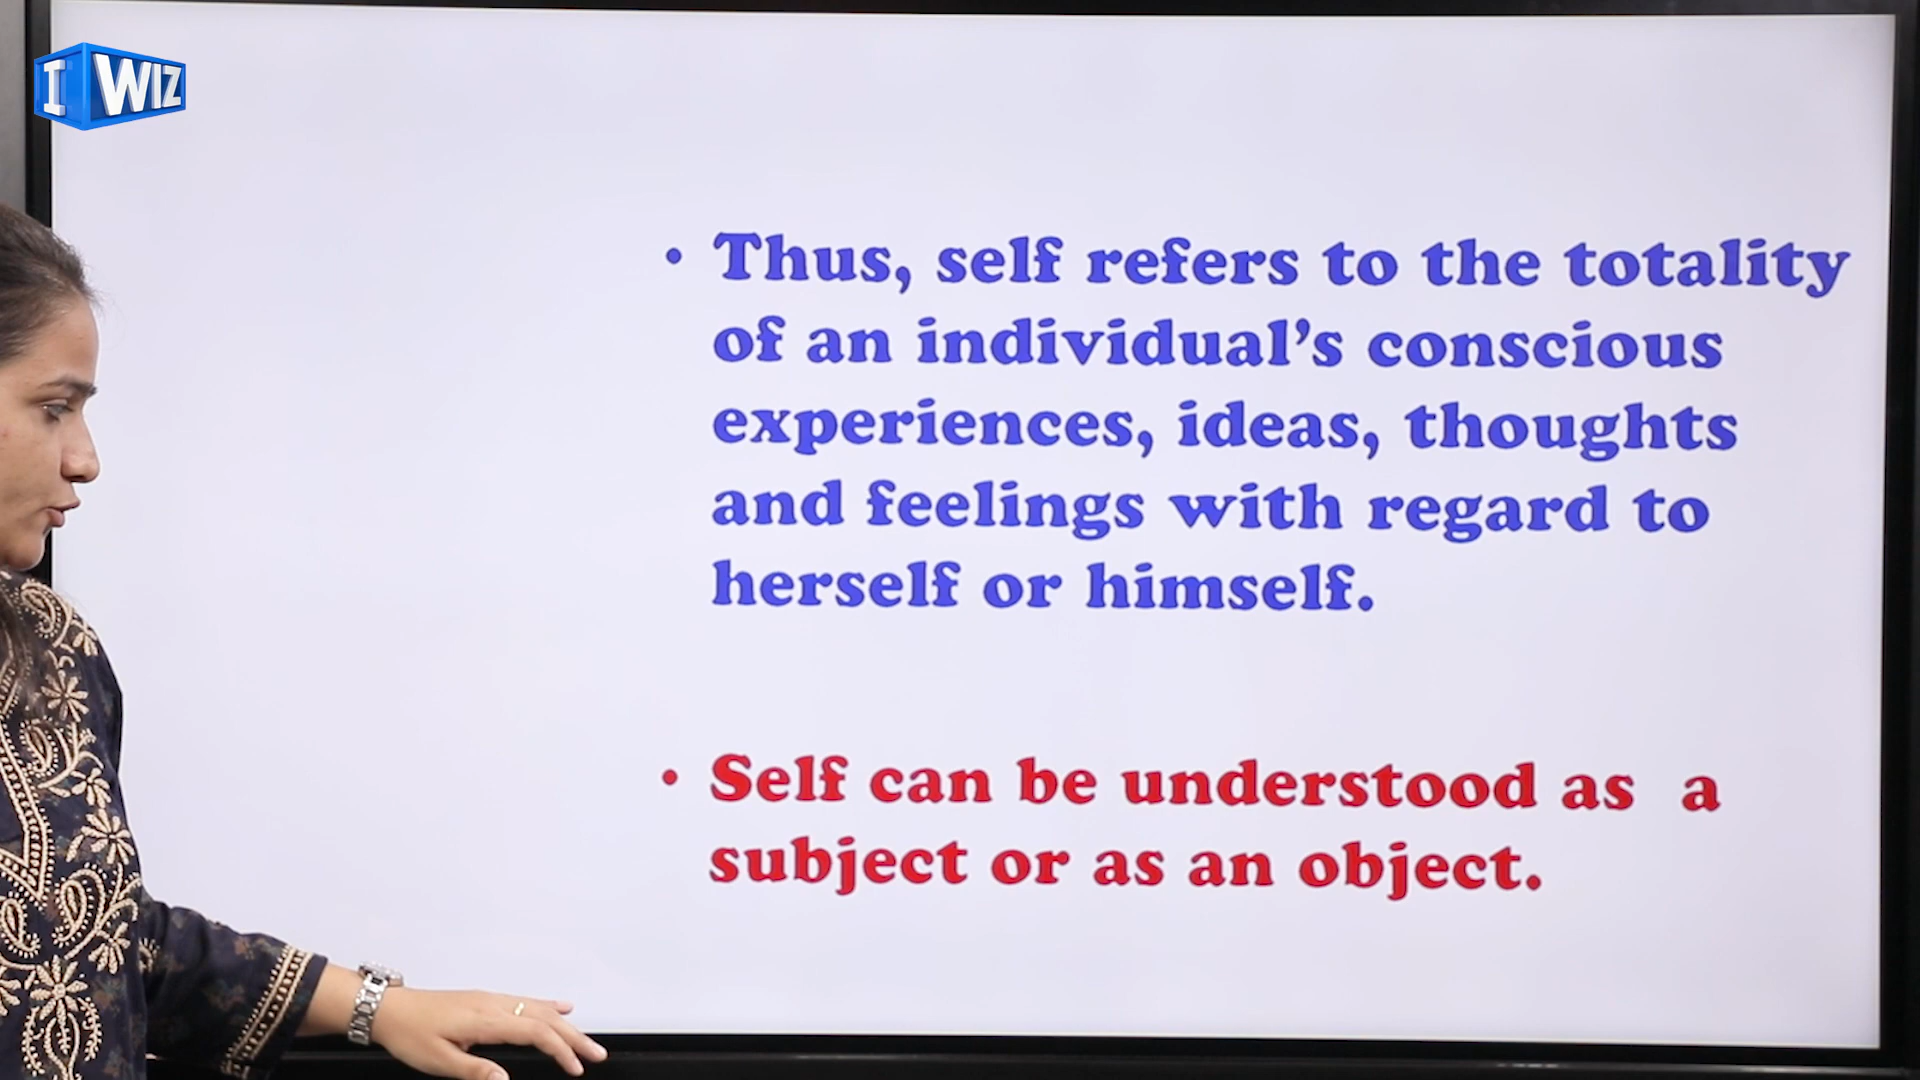 I WIZ
• Thus, self refers to the totality
of an individual's conscious
experiences, ideas, thoughts
and feelings with regard to
herself or himself.
• Self can be understood as a
subject or as an object.